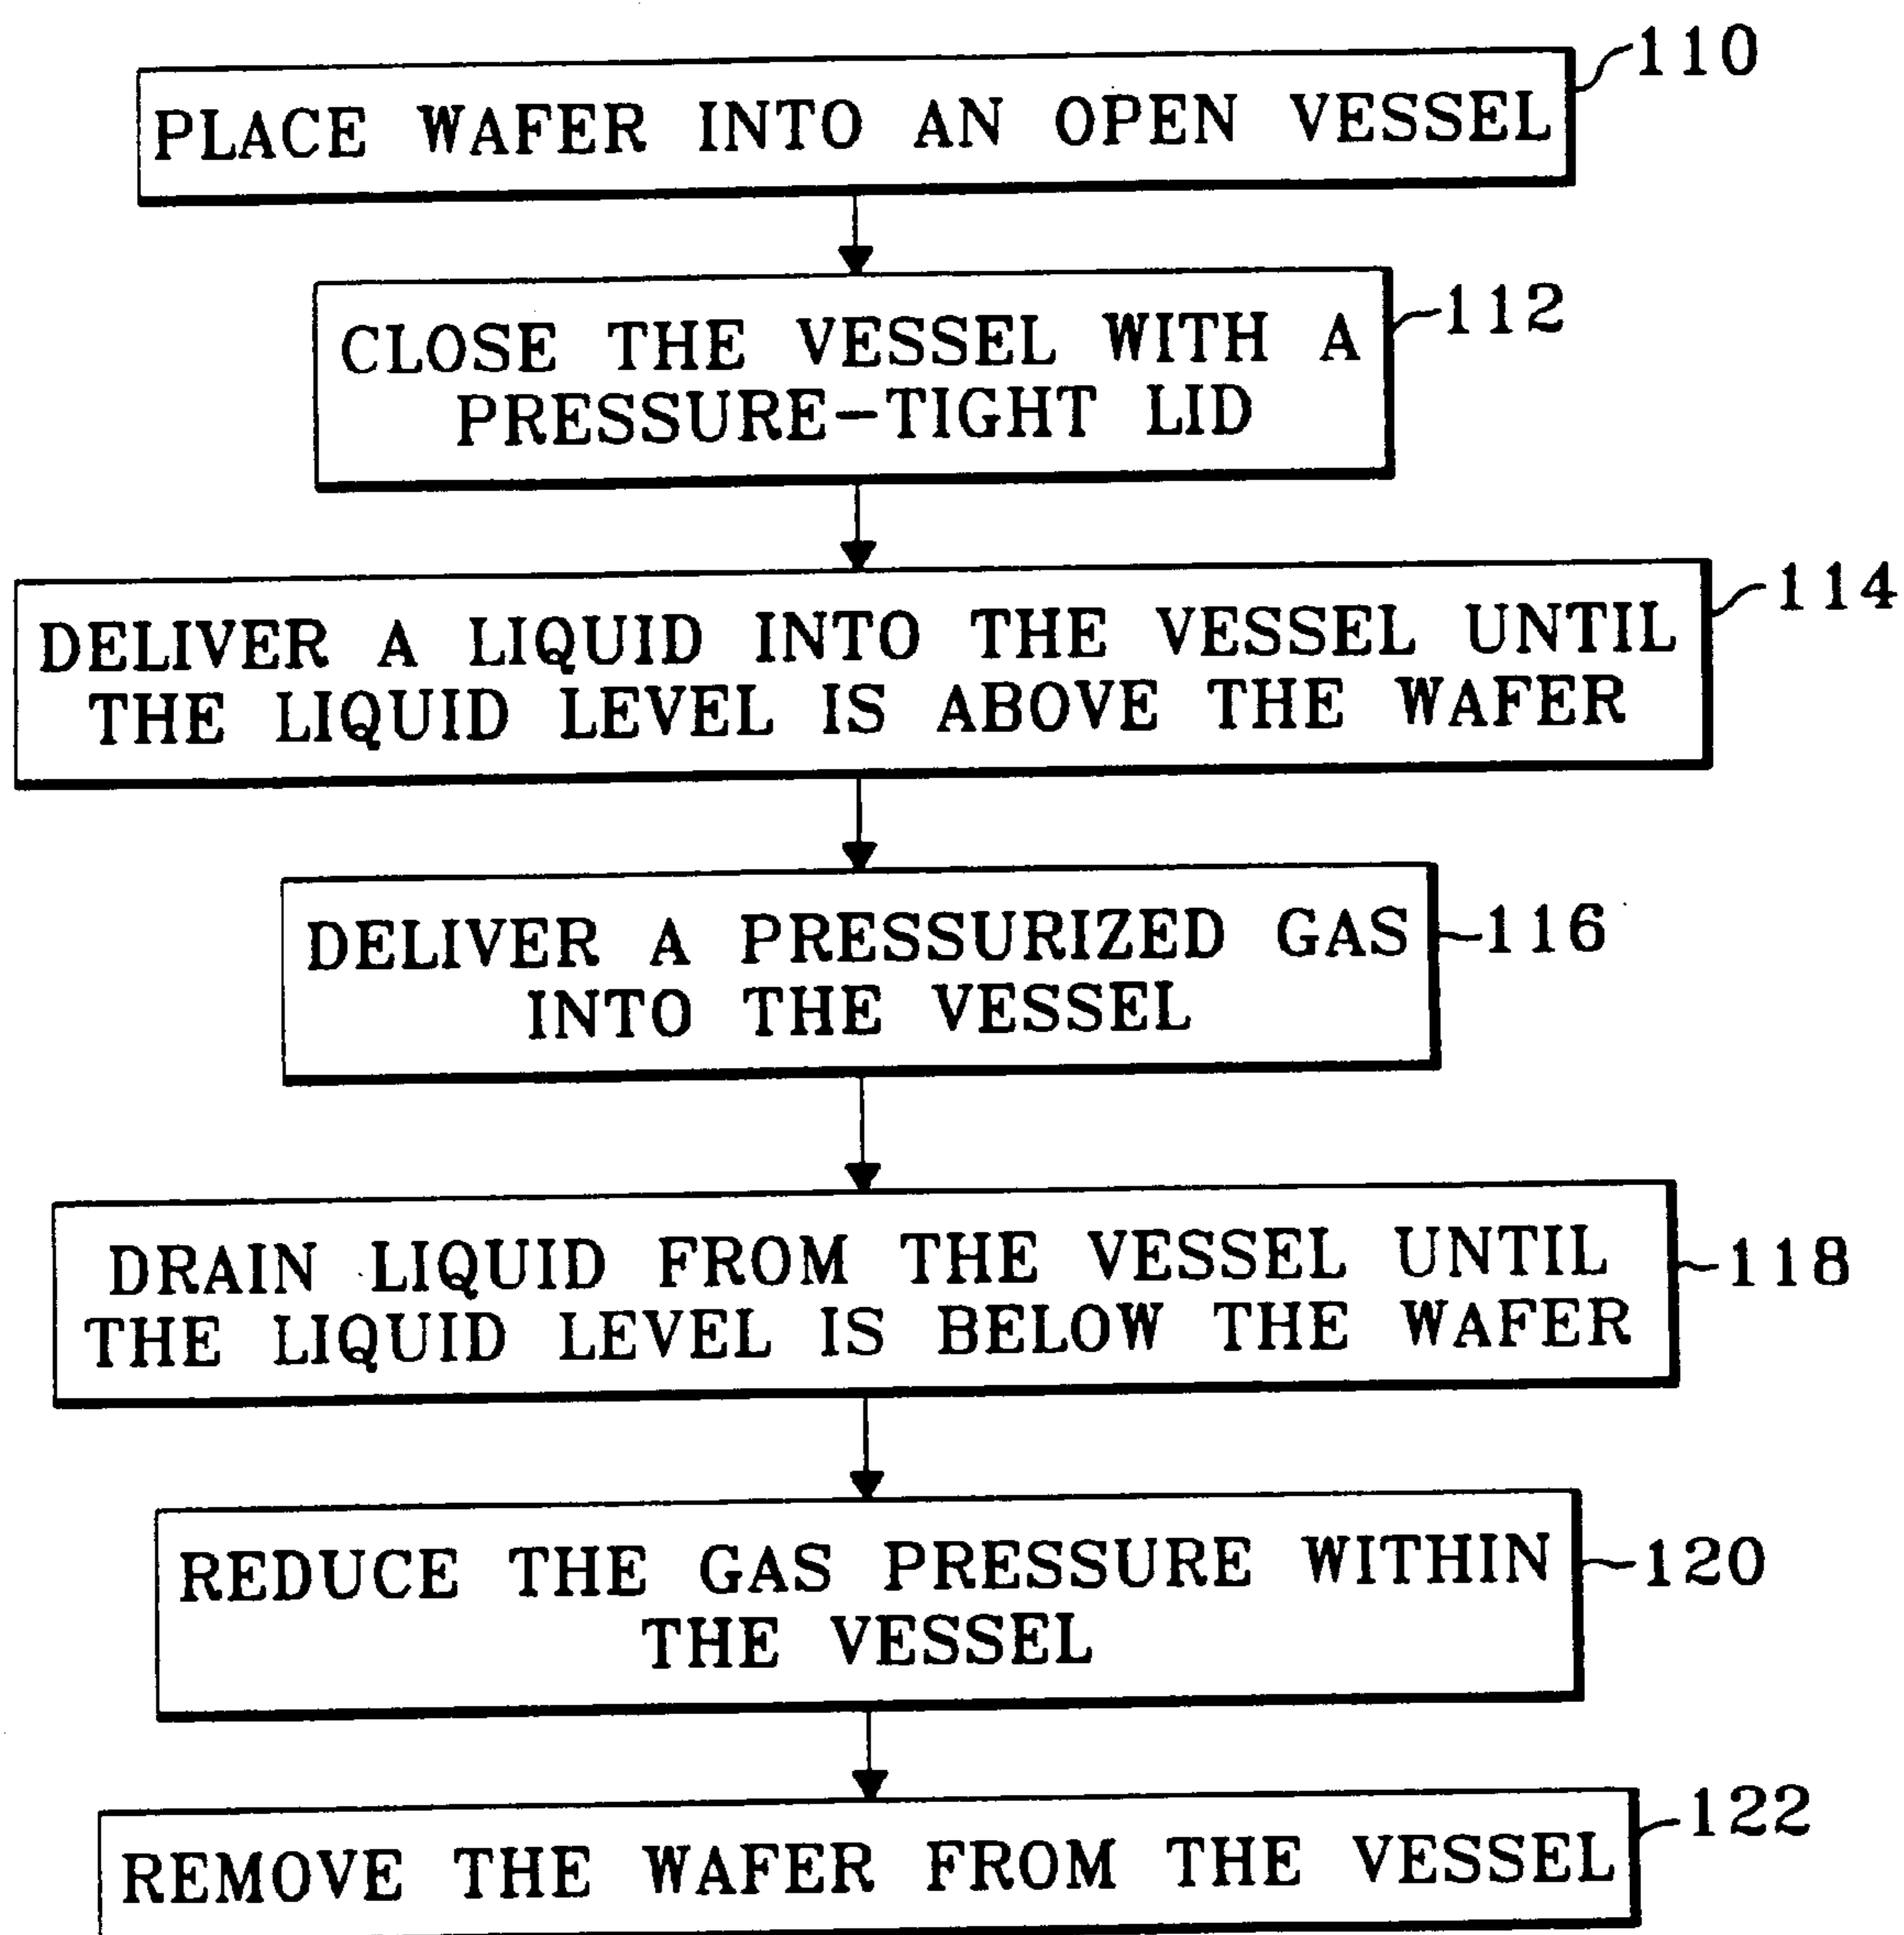 110
PLACE WAFER INTO AN OPEN VESSEL
112
CLOSE THE VESSEL WITH A
PRESSURE-TIGHT LID
114
DELIVER A LIQUID INTO THE VESSEL UNTIL
THE LIQUID LEVEL IS ABOVE THE WAFER
DELIVER A PRESSURIZED GAS
116
INTO THE VESSEL
DRAIN LIQUID FROM THE VESSEL UNTIL
118
THE LIQUID LEVEL IS BELOW THE WAFER
REDUCE THE GAS PRESSURE WITHIN
120
THE VESSEL
122
REMOVE THE WAFER FROM THE VESSEL